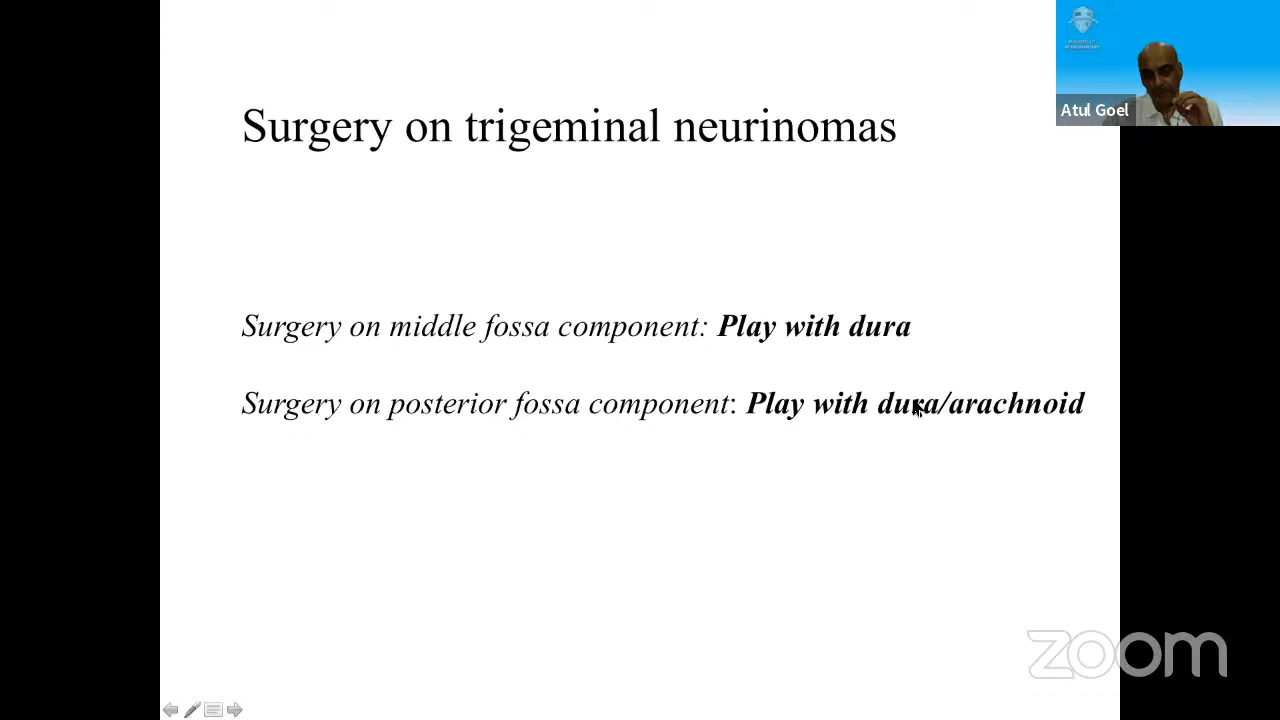 Atul Goel
Surgery on trigeminal neurinomas
Surgery on middle fossa component: Play with dura
Surgery on posterior fossa component: Play with dura/arachnoid
zoom